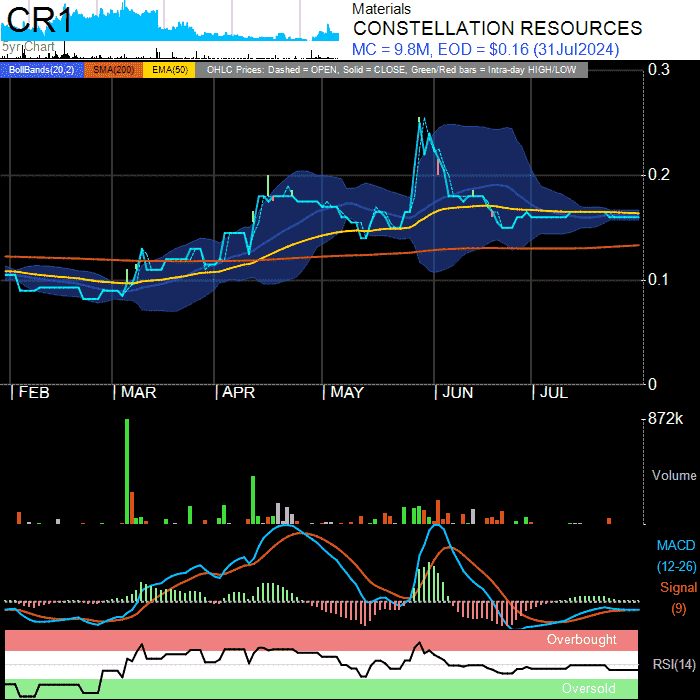 CR1
5yr Chart
Materials
CONSTELLATION RESOURCES
MC = 9.8M, EOD = $0.16 (31Jul2024)
BollBands(20,2) SMA(200) EMA(50) OHLC Prices: Dashed = OPEN, Solid = CLOSE, Green/Red bars = Intra-day HIGH/LOW
0.3
0.2
0.1
0
FEB MAR APR MAY JUN JUL
872k
Volume
MACD
(12-26)
Signal
(9)
Overbought
RSI(14)
Oversold